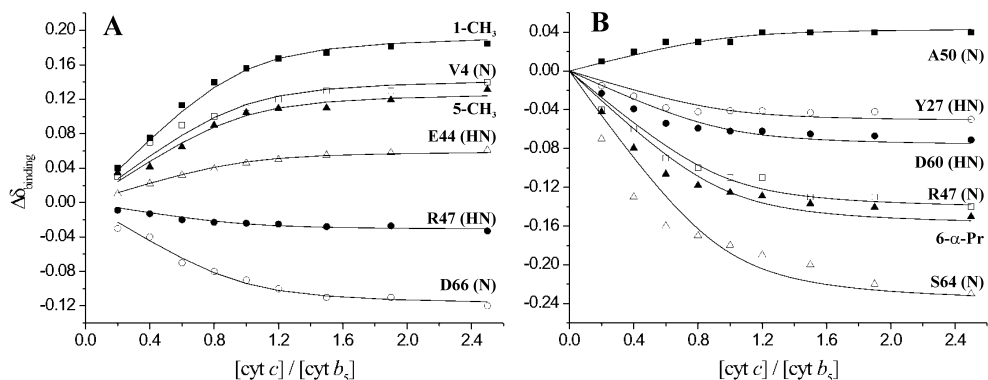 A
1-CH₃
V4 (N)
5-CH₃
E44 (HN)
R47 (HN)
D66 (N)
Δδbinding
0.20
0.16
0.12
0.08
0.04
0.00
-0.04
-0.08
-0.12
0.0 0.4 0.8 1.2 1.6 2.0 2.4
[cyt c] / [cyt b₅]
B
A50 (N)
Y27 (HN)
D60 (HN)
R47 (N)
6-α-Pr
S64 (N)
0.04
0.00
-0.04
-0.08
-0.12
-0.16
-0.20
-0.24
0.0 0.4 0.8 1.2 1.6 2.0 2.4
[cyt c] / [cyt b₅]